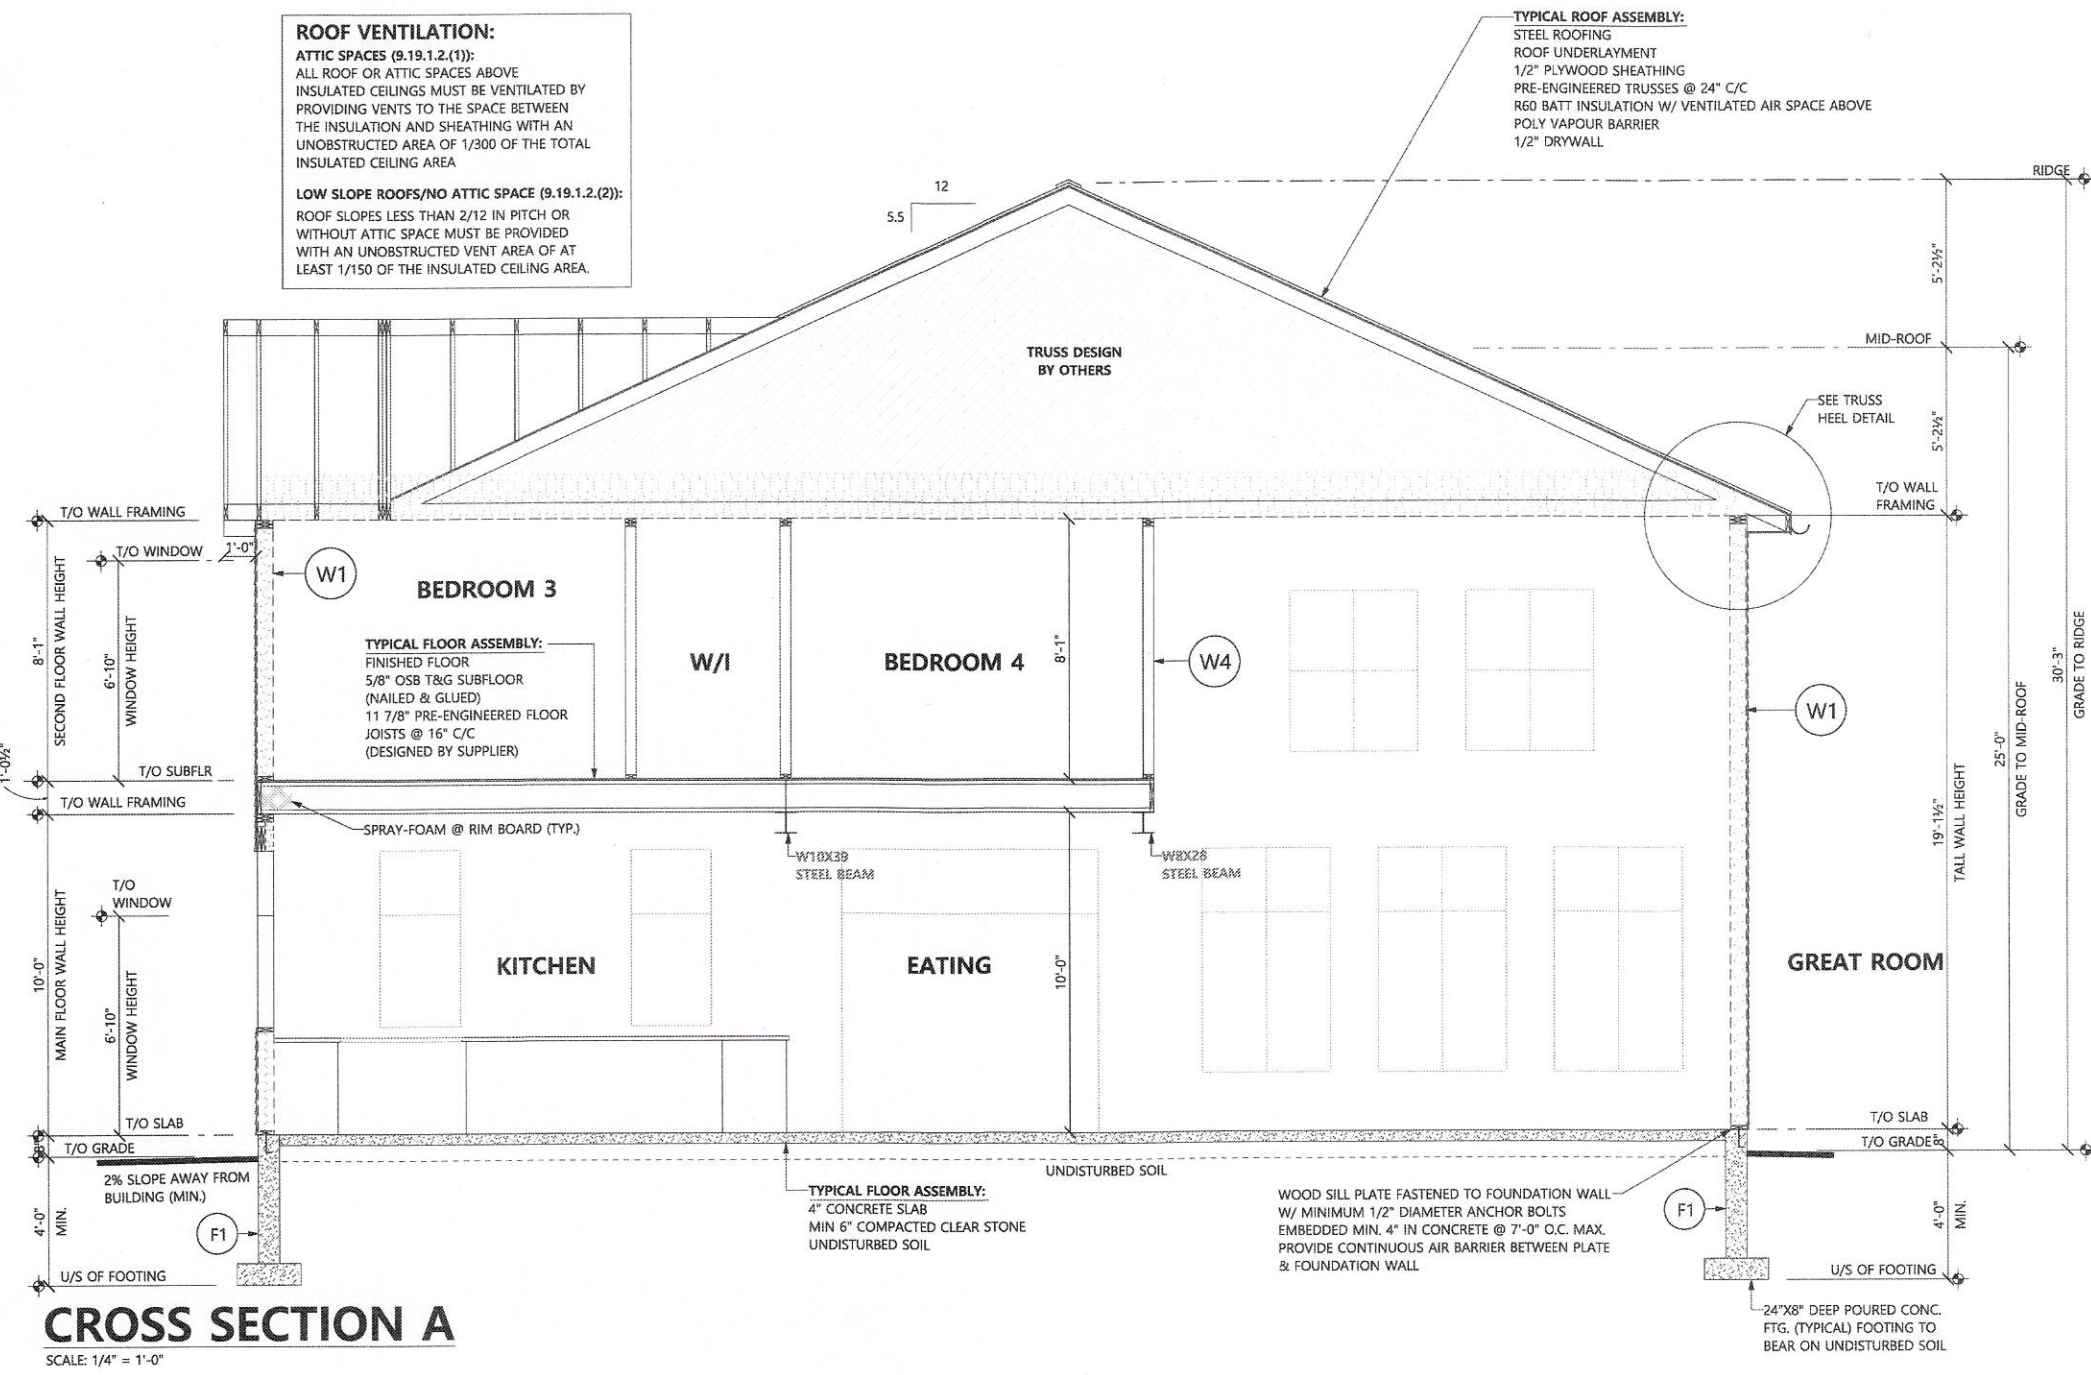 ROOF VENTILATION:
ATTIC SPACES (9.19.1.2.(1)):
ALL ROOF OR ATTIC SPACES ABOVE
INSULATED CEILINGS MUST BE VENTILATED BY
PROVIDING VENTS TO THE SPACE BETWEEN
THE INSULATION AND SHEATHING WITH AN
UNOBSTRUCTED AREA OF 1/300 OF THE TOTAL
INSULATED CEILING AREA
LOW SLOPE ROOFS/NO ATTIC SPACE (9.19.1.2.(2)):
ROOF SLOPES LESS THAN 2/12 IN PITCH OR
WITHOUT ATTIC SPACE MUST BE PROVIDED
WITH AN UNOBSTRUCTED VENT AREA OF AT
LEAST 1/150 OF THE INSULATED CEILING AREA.
TYPICAL ROOF ASSEMBLY:
STEEL ROOFING
ROOF UNDERLAYMENT
1/2" PLYWOOD SHEATHING
PRE-ENGINEERED TRUSSES @ 24" C/C
R60 BATT INSULATION W/ VENTILATED AIR SPACE ABOVE
POLY VAPOUR BARRIER
1/2" DRYWALL
12
5.5
RIDGE
5'-2½"
MID-ROOF
5'-2½"
TRUSS DESIGN
BY OTHERS
SEE TRUSS
HEEL DETAIL
T/O WALL
FRAMING
T/O WALL FRAMING
T/O WINDOW
1'-0"
W1
BEDROOM 3
8'-1"
SECOND FLOOR WALL HEIGHT
6'-10"
WINDOW HEIGHT
TYPICAL FLOOR ASSEMBLY:
FINISHED FLOOR
5/8" OSB T&G SUBFLOOR
(NAILED & GLUED)
11 7/8" PRE-ENGINEERED FLOOR
JOISTS @ 16" C/C
(DESIGNED BY SUPPLIER)
W/I
BEDROOM 4
8'-1"
W4
W1
30'-3"
GRADE TO RIDGE
25'-0"
GRADE TO MID-ROOF
19'-1½"
TALL WALL HEIGHT
1'-0½"
T/O SUBFLR
T/O WALL FRAMING
SPRAY-FOAM @ RIM BOARD (TYP.)
W10X39
STEEL BEAM
W8X28
STEEL BEAM
T/O
WINDOW
10'-0"
MAIN FLOOR WALL HEIGHT
6'-10"
WINDOW HEIGHT
KITCHEN
EATING
10'-0"
GREAT ROOM
T/O SLAB
T/O GRADE
8"
T/O SLAB
T/O GRADE
8"
2% SLOPE AWAY FROM
BUILDING (MIN.)
UNDISTURBED SOIL
TYPICAL FLOOR ASSEMBLY:
4" CONCRETE SLAB
MIN 6" COMPACTED CLEAR STONE
UNDISTURBED SOIL
WOOD SILL PLATE FASTENED TO FOUNDATION WALL
W/ MINIMUM 1/2" DIAMETER ANCHOR BOLTS
EMBEDDED MIN. 4" IN CONCRETE @ 7'-0" O.C. MAX.
PROVIDE CONTINUOUS AIR BARRIER BETWEEN PLATE
& FOUNDATION WALL
F1
F1
4'-0"
MIN.
4'-0"
MIN.
U/S OF FOOTING
U/S OF FOOTING
24"X8" DEEP POURED CONC.
FTG. (TYPICAL) FOOTING TO
BEAR ON UNDISTURBED SOIL
CROSS SECTION A
SCALE: 1/4" = 1'-0"